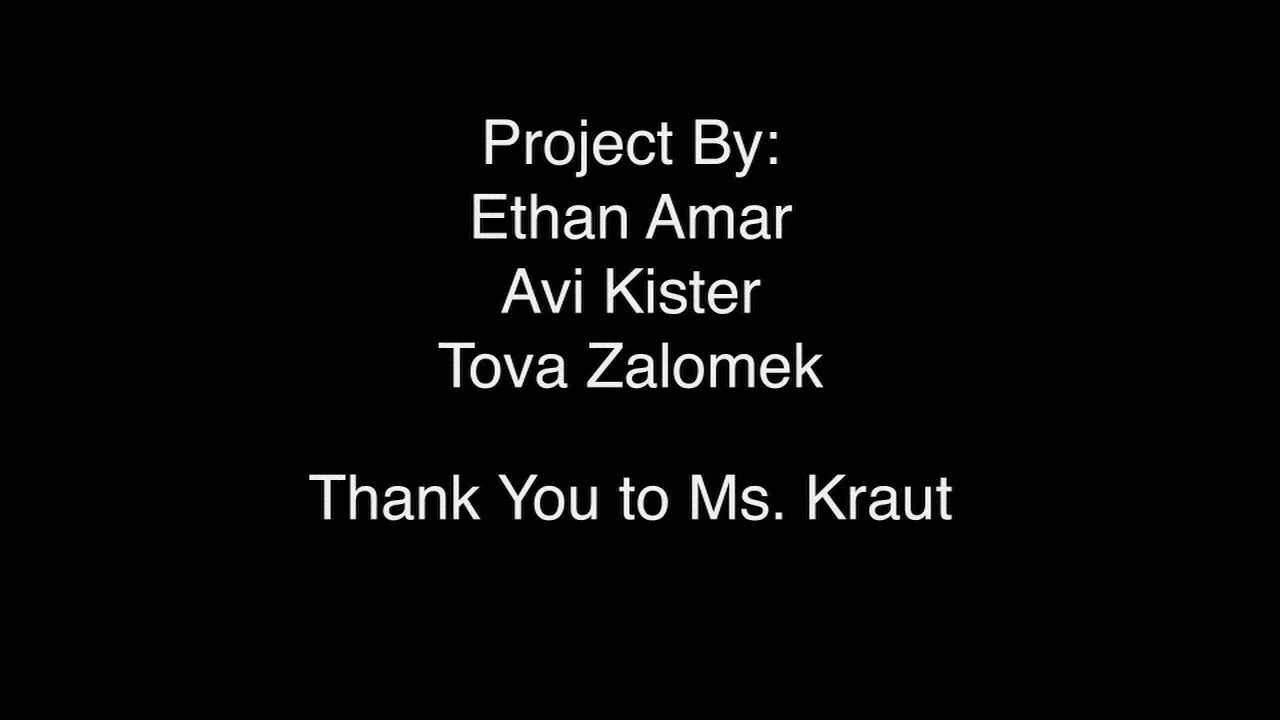 Project By:
Ethan Amar
Avi Kister
Tova Zalomek
Thank You to Ms. Kraut